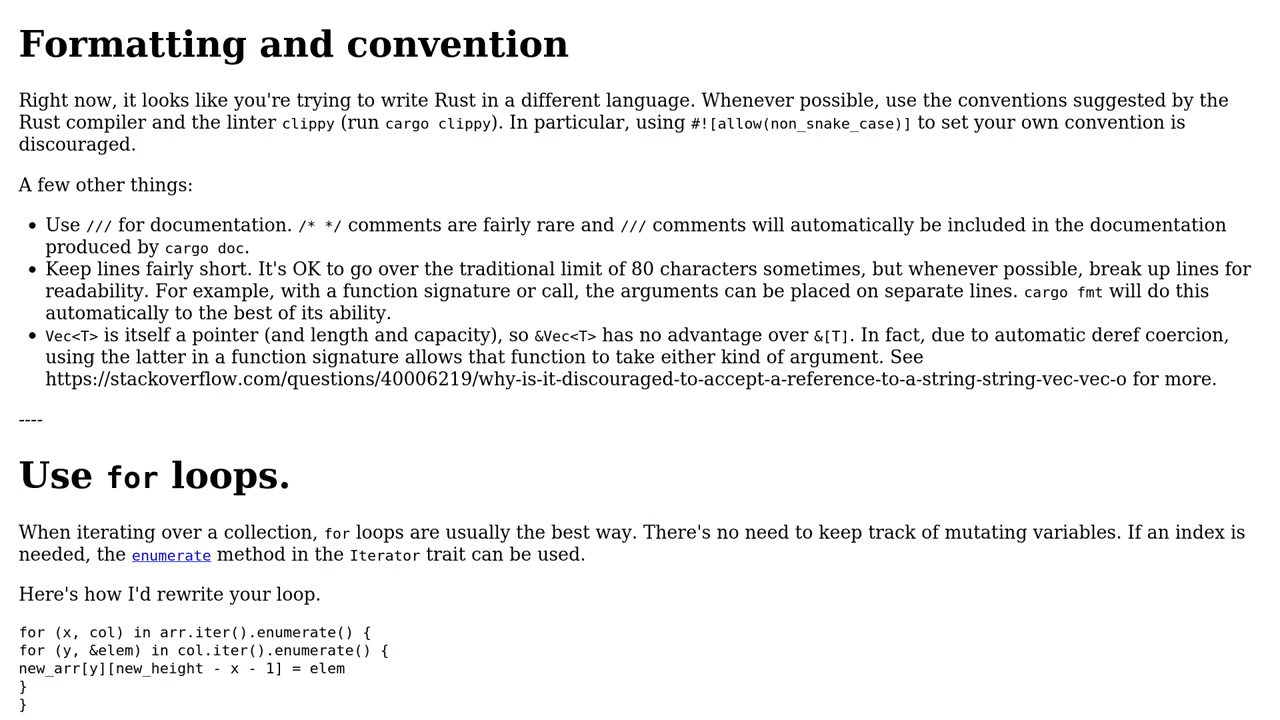 Formatting and convention
Right now, it looks like you're trying to write Rust in a different language. Whenever possible, use the conventions suggested by the
Rust compiler and the linter clippy (run cargo clippy). In particular, using #![allow(non_snake_case)] to set your own convention is
discouraged.
A few other things:
• Use /// for documentation. /* */ comments are fairly rare and /// comments will automatically be included in the documentation
produced by cargo doc.
• Keep lines fairly short. It's OK to go over the traditional limit of 80 characters sometimes, but whenever possible, break up lines for
readability. For example, with a function signature or call, the arguments can be placed on separate lines. cargo fmt will do this
automatically to the best of its ability.
• Vec<T> is itself a pointer (and length and capacity), so &Vec<T> has no advantage over &[T]. In fact, due to automatic deref coercion,
using the latter in a function signature allows that function to take either kind of argument. See
https://stackoverflow.com/questions/40006219/why-is-it-discouraged-to-accept-a-reference-to-a-string-string-vec-vec-o for more.
----
Use for loops.
When iterating over a collection, for loops are usually the best way. There's no need to keep track of mutating variables. If an index is
needed, the enumerate method in the Iterator trait can be used.
Here's how I'd rewrite your loop.
for (x, col) in arr.iter().enumerate() {
for (y, &elem) in col.iter().enumerate() {
new_arr[y][new_height - x - 1] = elem
}
}